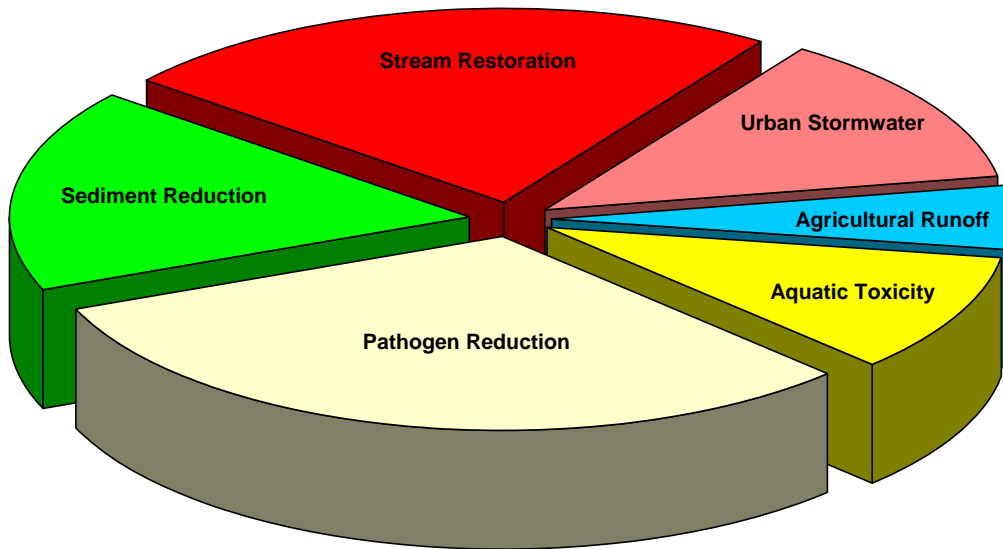 Stream Restoration
Urban Stormwater
Sediment Reduction
Agricultural Runoff
Aquatic Toxicity
Pathogen Reduction